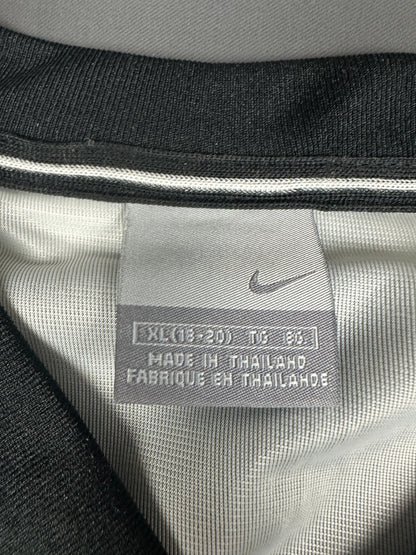 XL(18-20) TG EG
MADE IN THAILAND
FABRIQUE EN THAILANDE